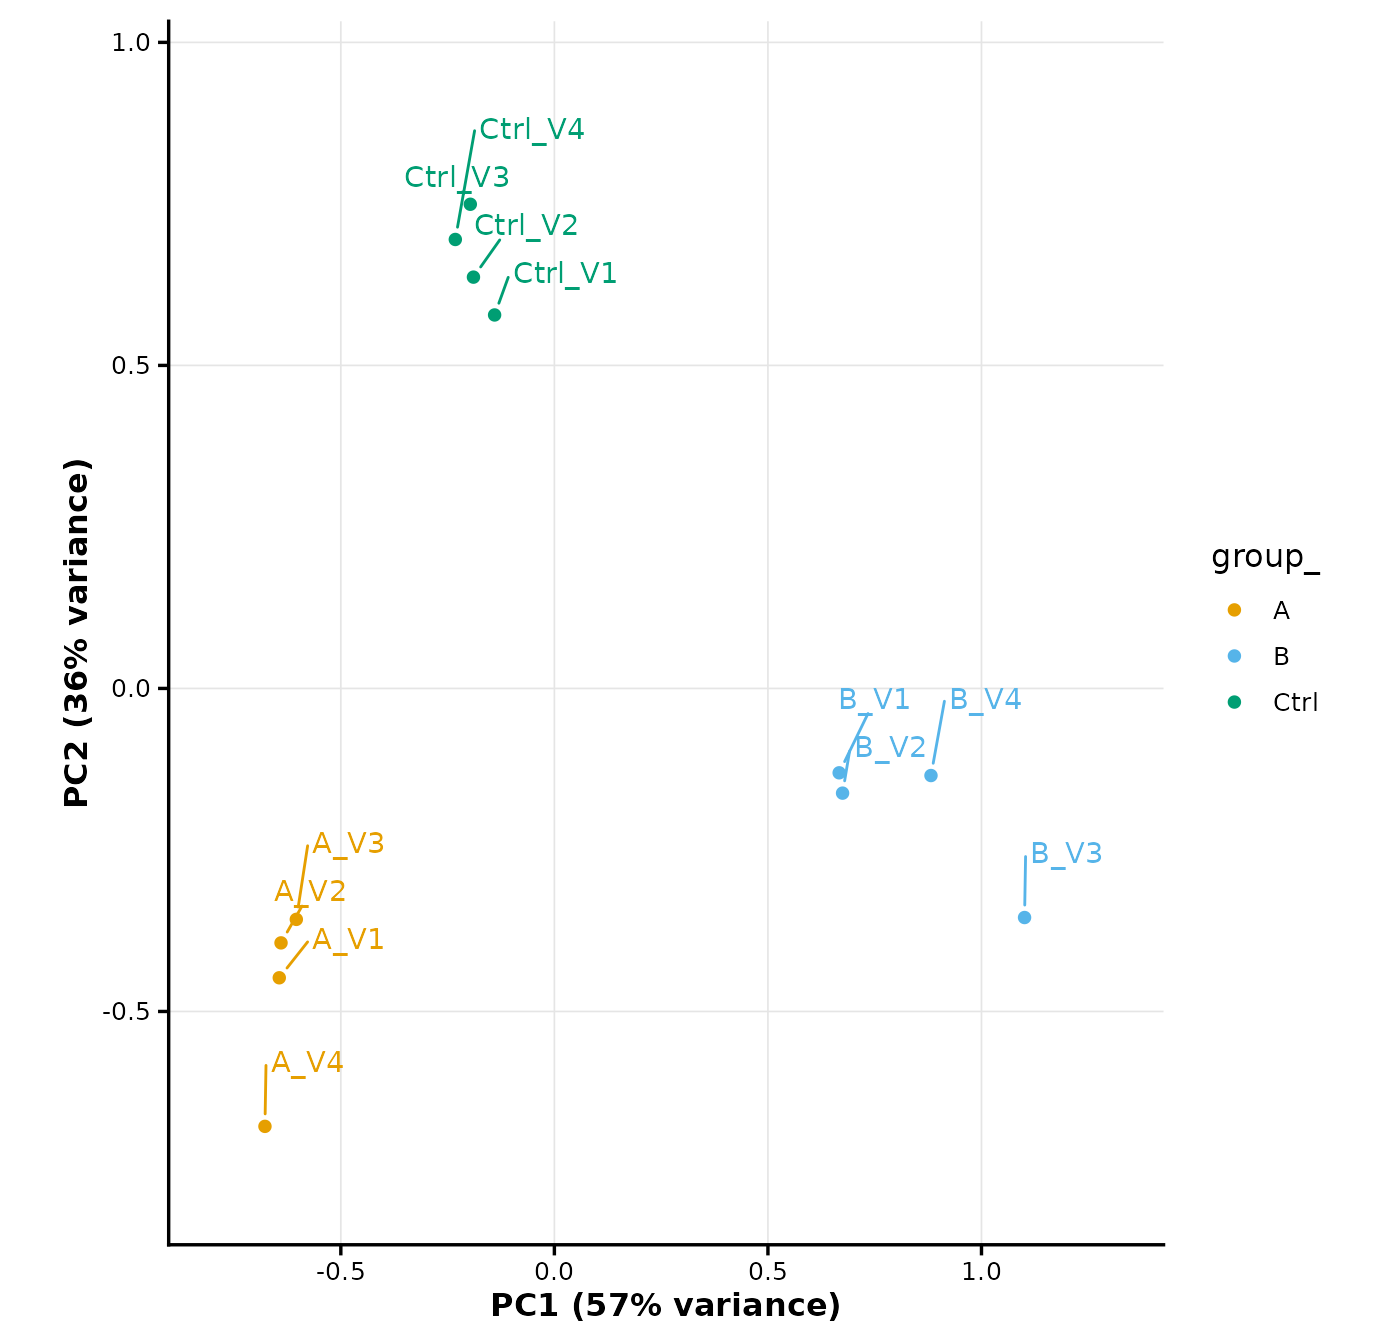 1.0
0.5
0.0
-0.5
PC2 (36% variance)
Ctrl_V4
Ctrl_V3
Ctrl_V2
Ctrl_V1
B_V1
B_V4
B_V2
B_V3
A_V3
A_V2
A_V1
A_V4
-0.5
0.0
0.5
1.0
PC1 (57% variance)
group_
A
B
Ctrl